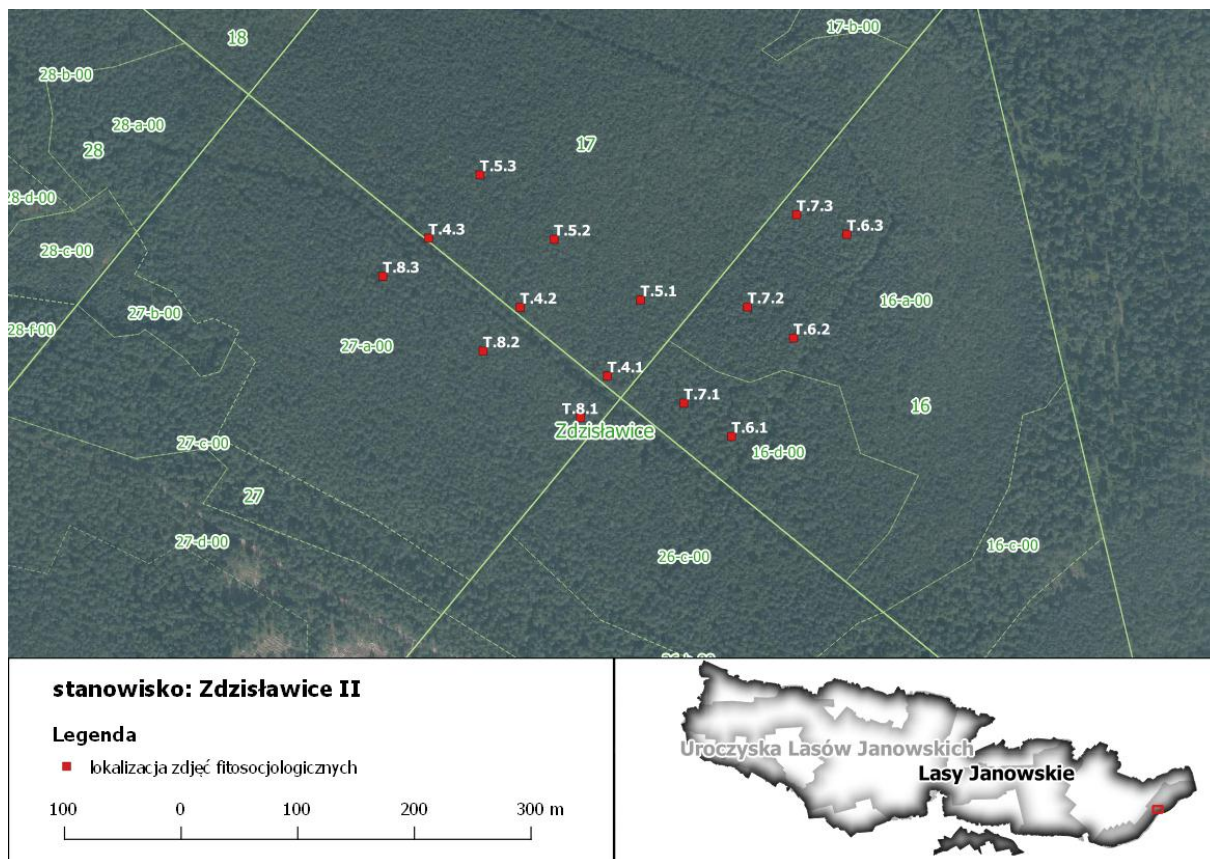 18
17-b-00
28-b-00
28-a-00
28
17
T.5.3
28-d-00
T.7.3
T.4.3
T.5.2
T.6.3
28-c-00
T.8.3
T.5.1
16-a-00
27-b-00
T.4.2
T.7.2
28-f-00
T.6.2
27-a-00
T.8.2
T.4.1
T.7.1
16
T.8.1
Zdzisławice
T.6.1
27-c-00
16-d-00
27
27-d-00
16-c-00
26-c-00
26-b-00
stanowisko: Zdzisławice II
Legenda
lokalizacja zdjęć fitosocjologicznych
100 0 100 200 300 m
Uroczyska Lasów Janowskich
Lasy Janowskie